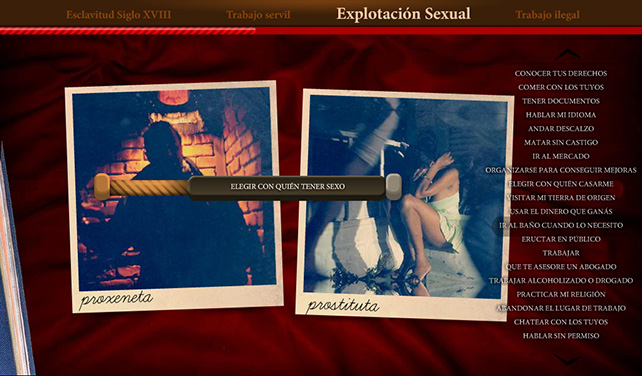 Esclavitud Siglo XVIII
Trabajo servil
Explotación Sexual
Trabajo ilegal
ELEGIR CON QUIÉN TENER SEXO
proxeneta
prostituta
CONOCER TUS DERECHOS
COMER CON LOS TUYOS
TENER DOCUMENTOS
HABLAR MI IDIOMA
ANDAR DESCALZO
MATAR SIN CASTIGO
IR AL MERCADO
ORGANIZARSE PARA CONSEGUIR MEJORAS
ELEGIR CON QUIÉN CASARME
VISITAR MI TIERRA DE ORIGEN
USAR EL DINERO QUE GANÁS
IR AL BAÑO CUANDO LO NECESITO
ERUCTAR EN PUBLICO
TRABAJAR
QUE TE ASESORE UN ABOGADO
TRABAJAR ALCOHOLIZADO O DROGADO
PRACTICAR MI RELIGIÓN
ABANDONAR EL LUGAR DE TRABAJO
CHATEAR CON LOS TUYOS
HABLAR SIN PERMISO